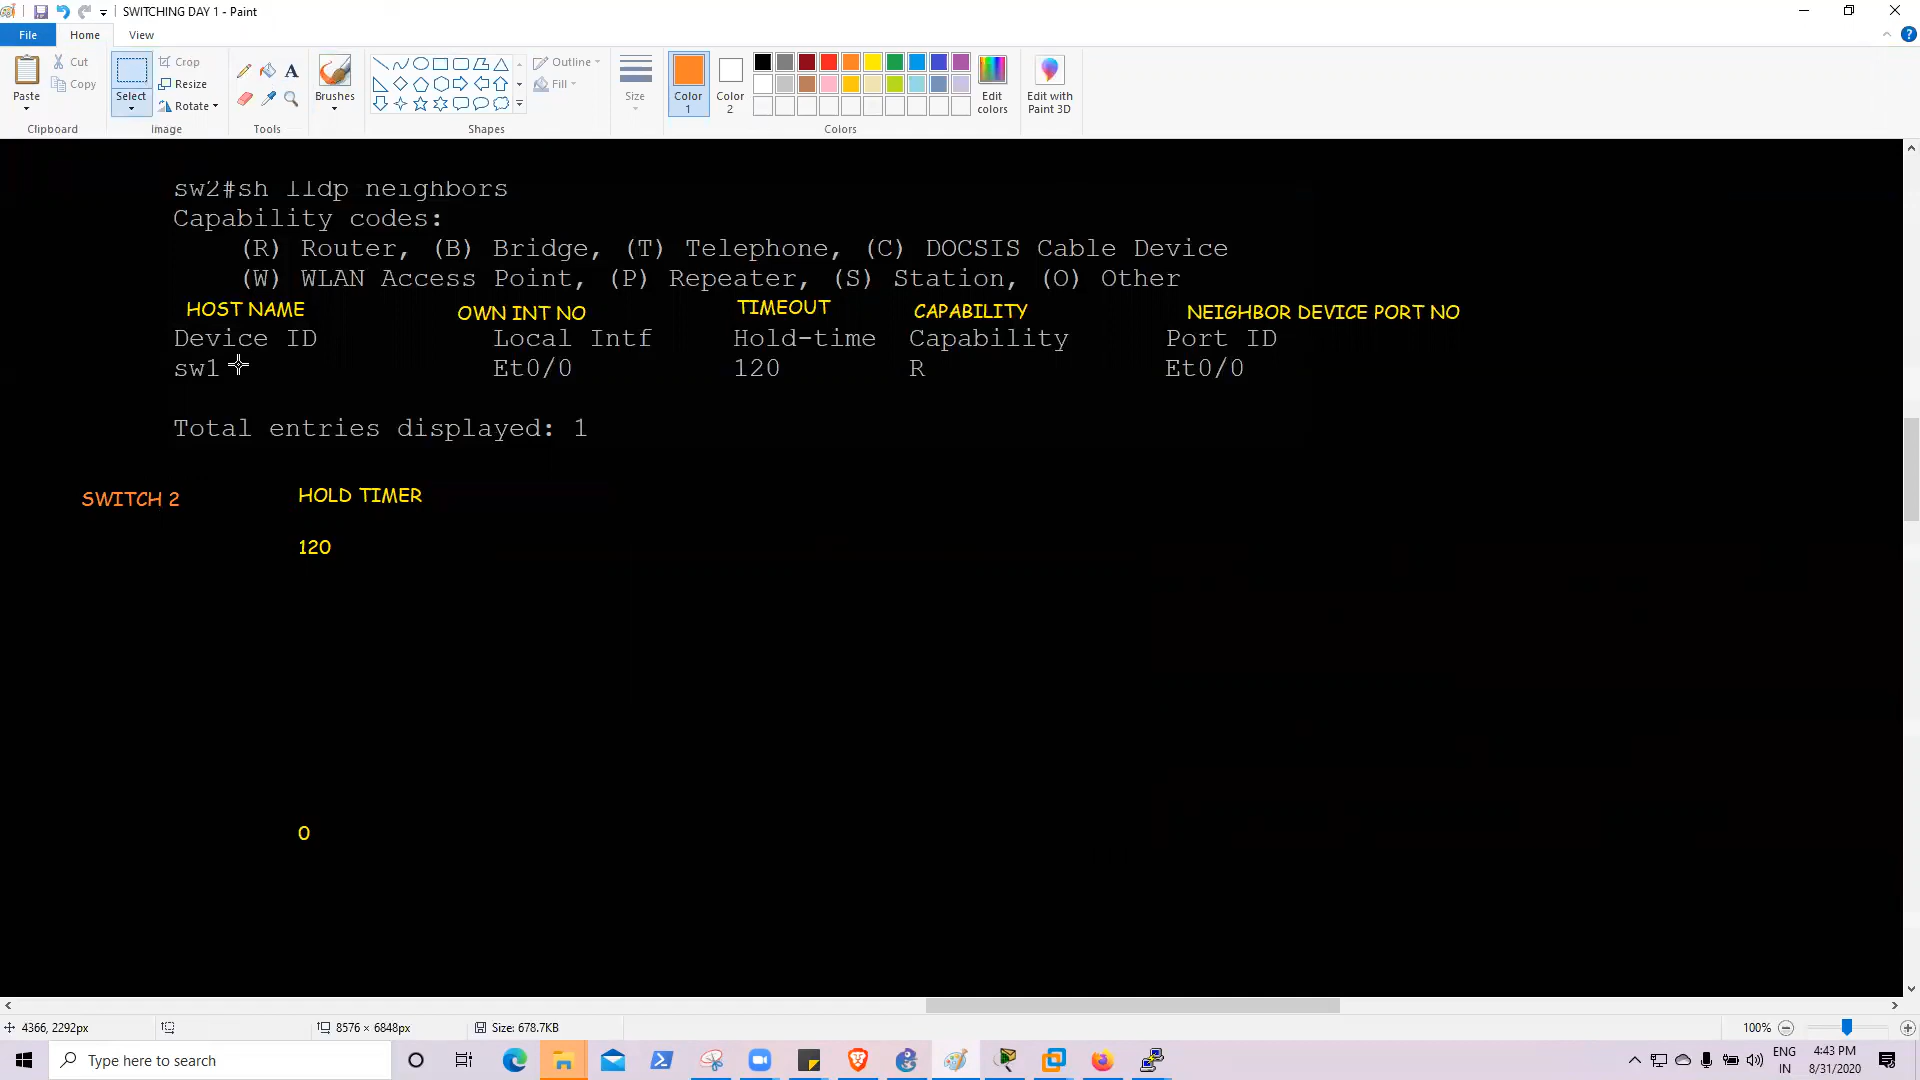 SWITCHING DAY 1 - Paint
File Home View
Paste
Cut
Copy
Clipboard
Select
Crop
Resize
Rotate
Image
A
Tools
Brushes
Shapes
Outline
Fill
Size
Color
1
Color
2
Colors
Edit
colors
Edit with
Paint 3D
sw2#sh lldp neighbors
Capability codes:
(R) Router, (B) Bridge, (T) Telephone, (C) DOCSIS Cable Device
(W) WLAN Access Point, (P) Repeater, (S) Station, (O) Other
HOST NAME OWN INT NO TIMEOUT CAPABILITY NEIGHBOR DEVICE PORT NO
Device ID Local Intf Hold-time Capability Port ID
sw1 Et0/0 120 R Et0/0
Total entries displayed: 1
SWITCH 2 HOLD TIMER
120
0
4366, 2292px 8576 × 6848px Size: 678.7KB 100%
Type here to search
ENG
IN
4:43 PM
8/31/2020